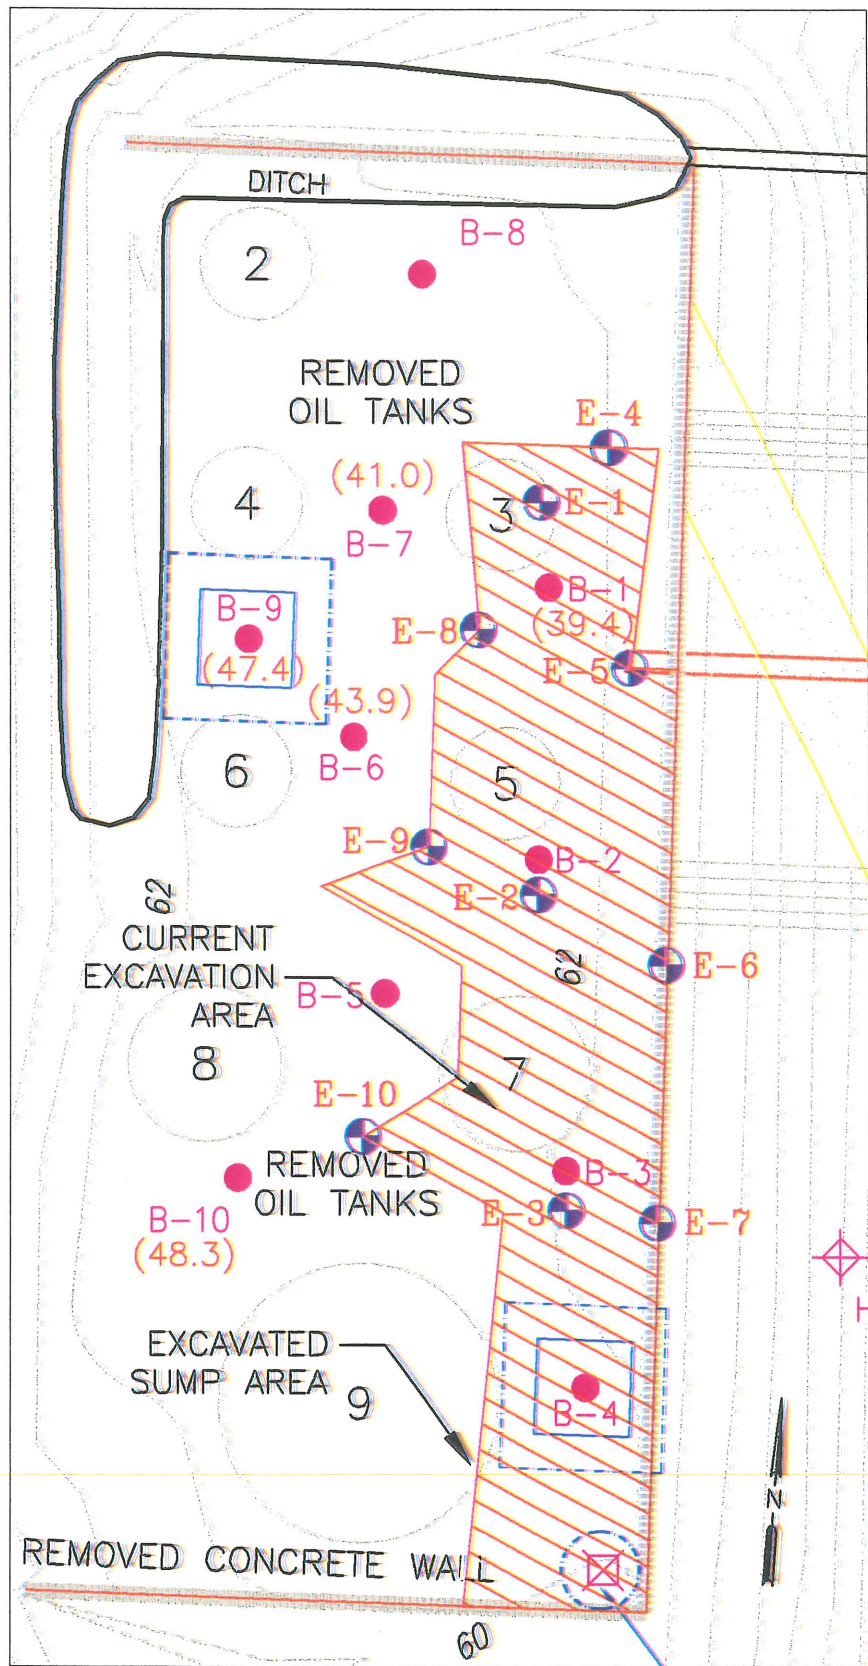 DITCH
B-8
2
REMOVED
OIL TANKS
E-4
(41.0)
4
3
E-1
B-7
B-1
B-9
(39.4)
E-8
(47.4)
E-5
(43.9)
B-6
6
5
E-9
B-2
E-2
62
CURRENT
EXCAVATION
AREA
62
E-6
B-5
8
7
E-10
REMOVED
OIL TANKS
B-3
B-10
E-3
E-7
(48.3)
EXCAVATED
SUMP AREA
9
B-4
N
REMOVED CONCRETE WALL
60